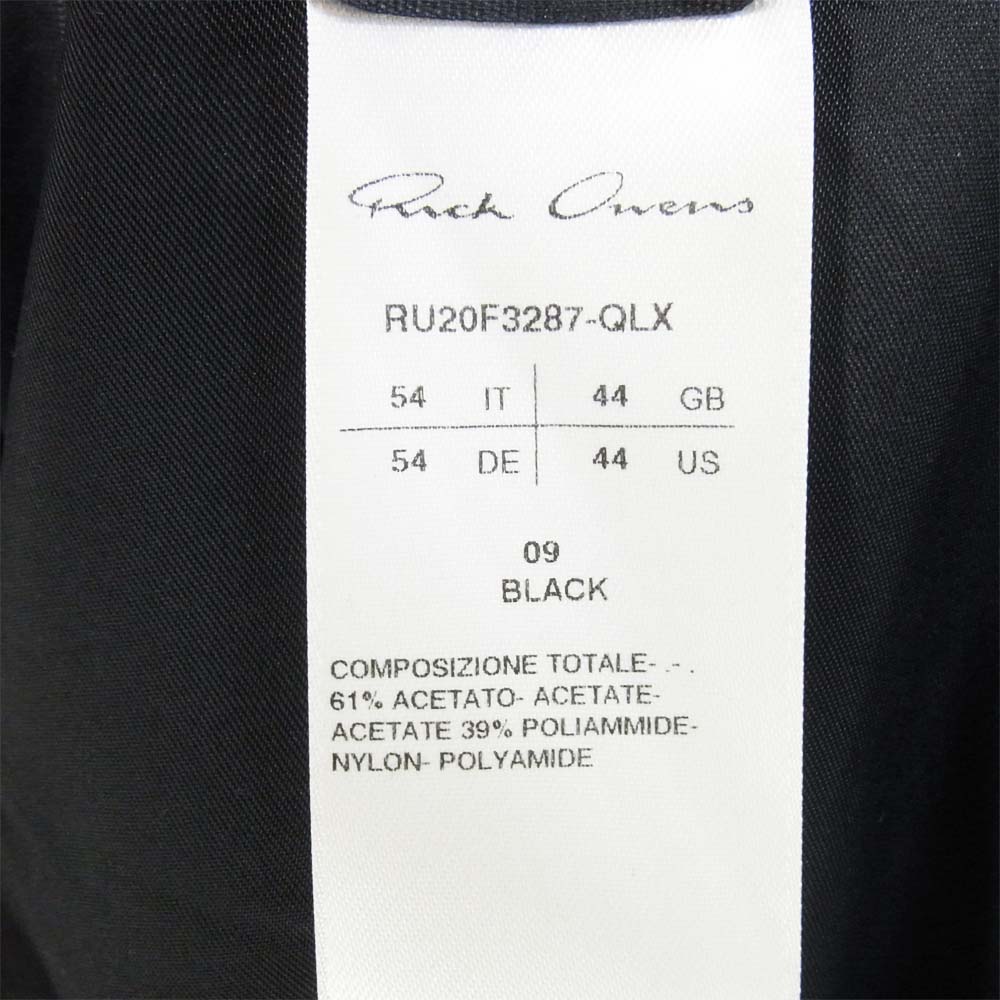 Rick Owens
RU20F3287-QLX
54 IT 44 GB
54 DE 44 US
09
BLACK
COMPOSIZIONE TOTALE- .- .
61% ACETATO- ACETATE-
ACETATE 39% POLIAMMIDE-
NYLON- POLYAMIDE